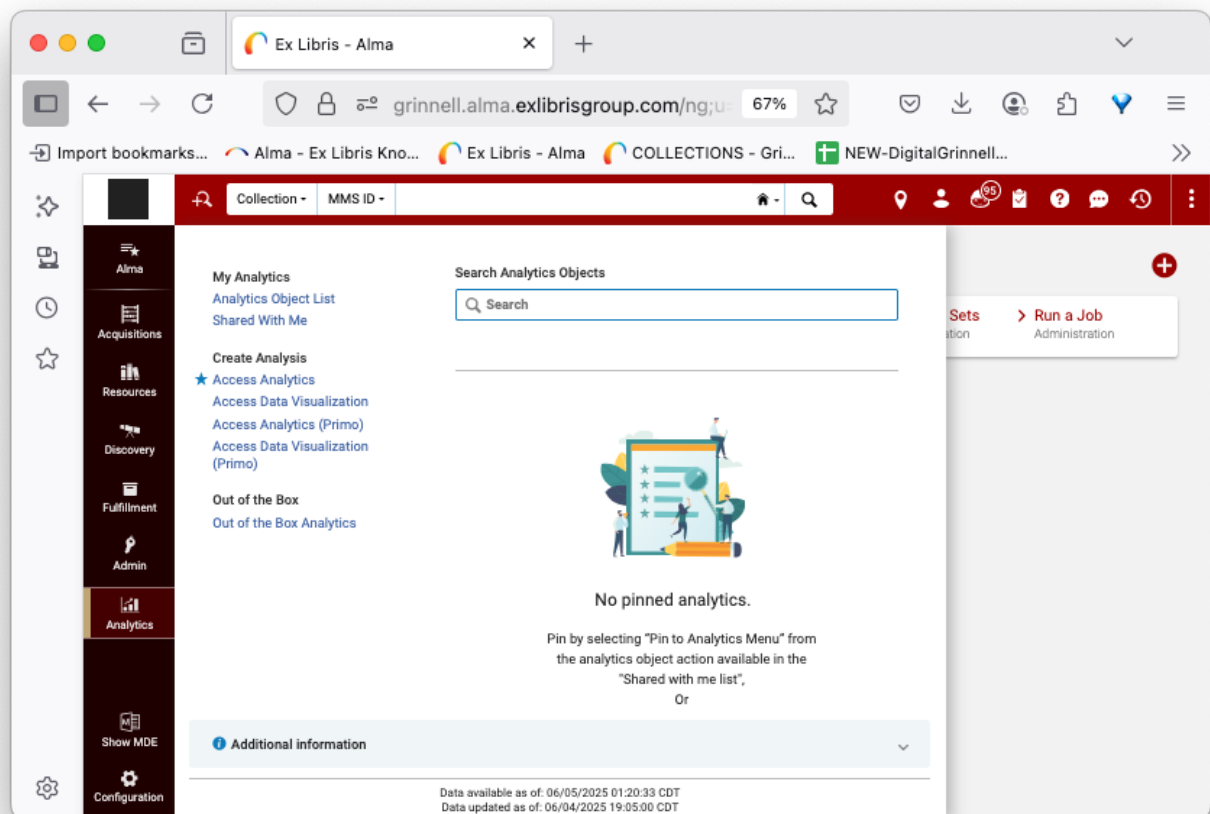 Ex Libris - Alma
grinnell.alma.exlibrisgroup.com/ng;u=
67%
Import bookmarks...
Alma - Ex Libris Kno...
Ex Libris - Alma
COLLECTIONS - Gri...
NEW-DigitalGrinnell...
Collection
MMS ID
95
Alma
Acquisitions
Resources
Discovery
Fulfillment
Admin
Analytics
Show MDE
Configuration
My Analytics
Analytics Object List
Shared With Me
Create Analysis
Access Analytics
Access Data Visualization
Access Analytics (Primo)
Access Data Visualization
(Primo)
Out of the Box
Out of the Box Analytics
Search Analytics Objects
Search
No pinned analytics.
Pin by selecting "Pin to Analytics Menu" from
the analytics object action available in the
"Shared with me list",
Or
Additional information
Data available as of: 06/05/2025 01:20:33 CDT
Data updated as of: 06/04/2025 19:05:00 CDT
Sets
Run a Job
Administration